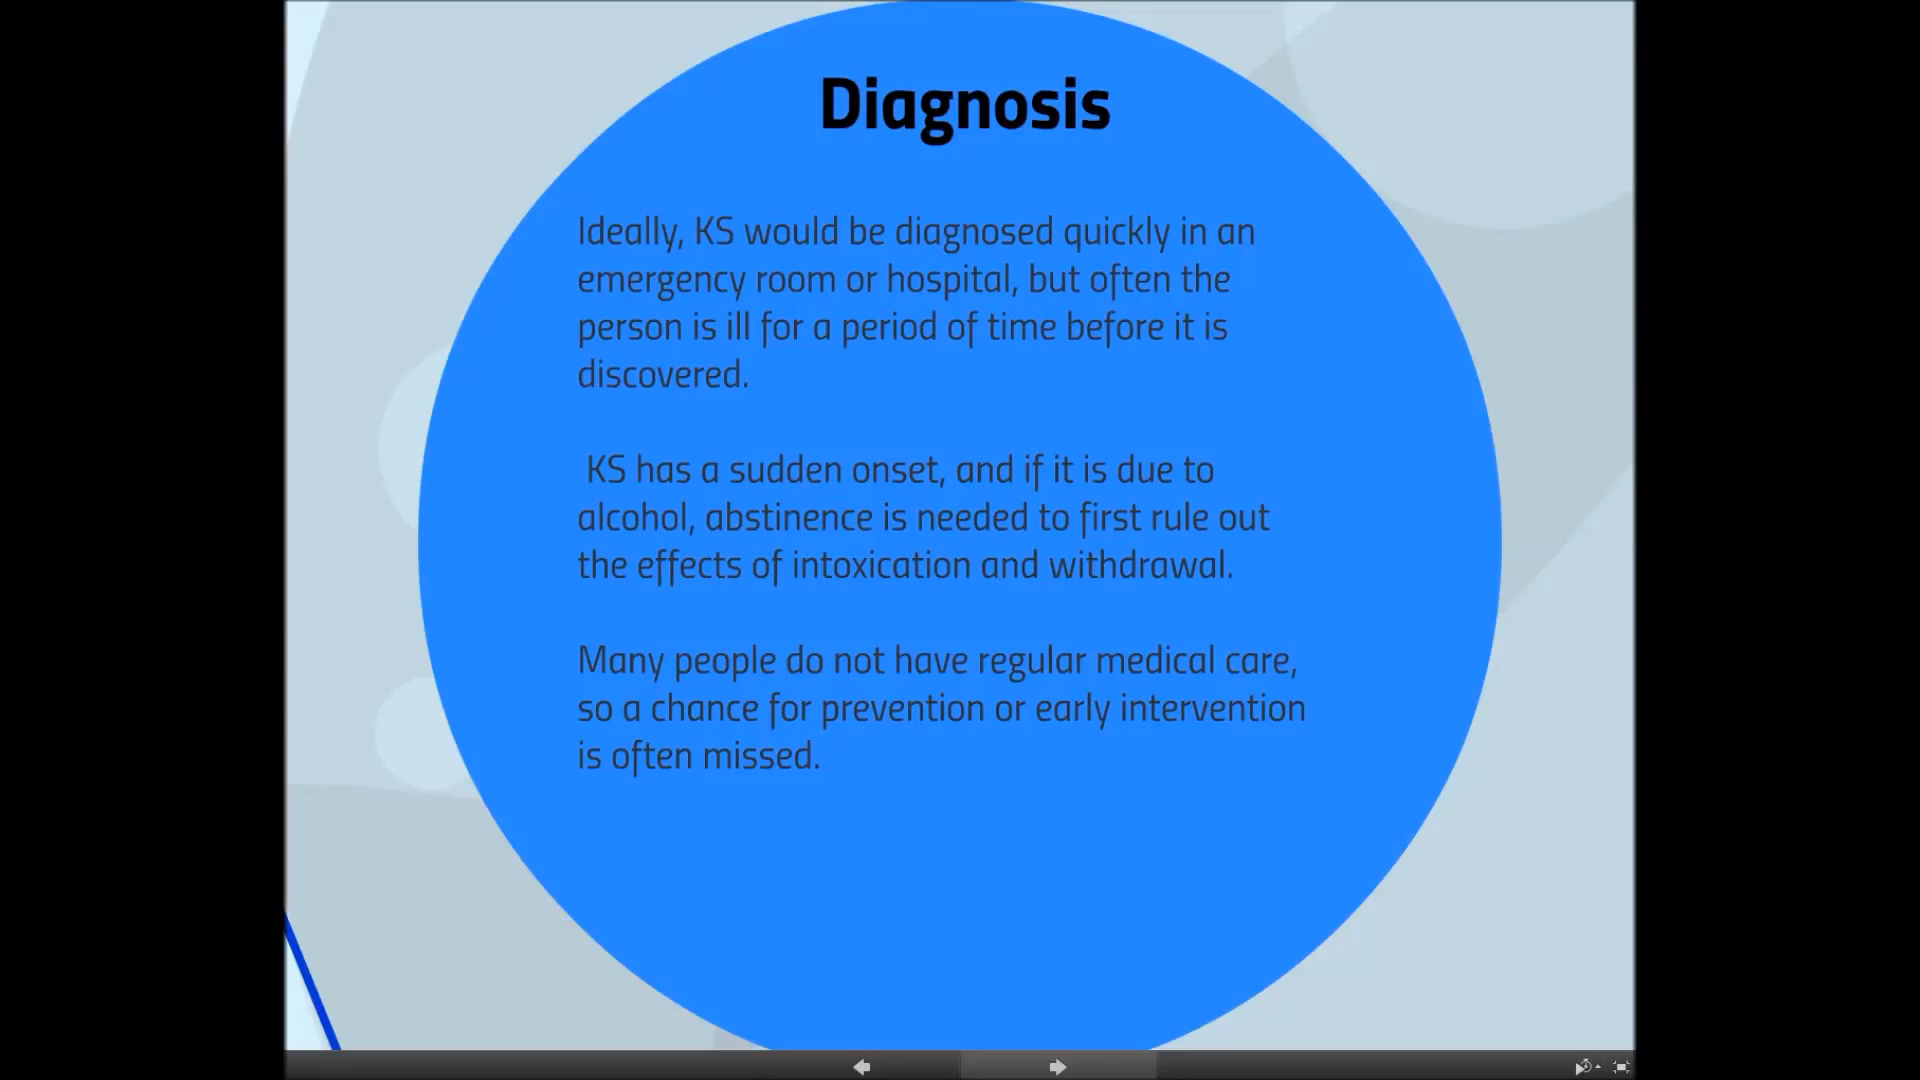 Diagnosis
Ideally, KS would be diagnosed quickly in an
emergency room or hospital, but often the
person is ill for a period of time before it is
discovered.
KS has a sudden onset, and if it is due to
alcohol, abstinence is needed to first rule out
the effects of intoxication and withdrawal.
Many people do not have regular medical care,
so a chance for prevention or early intervention
is often missed.